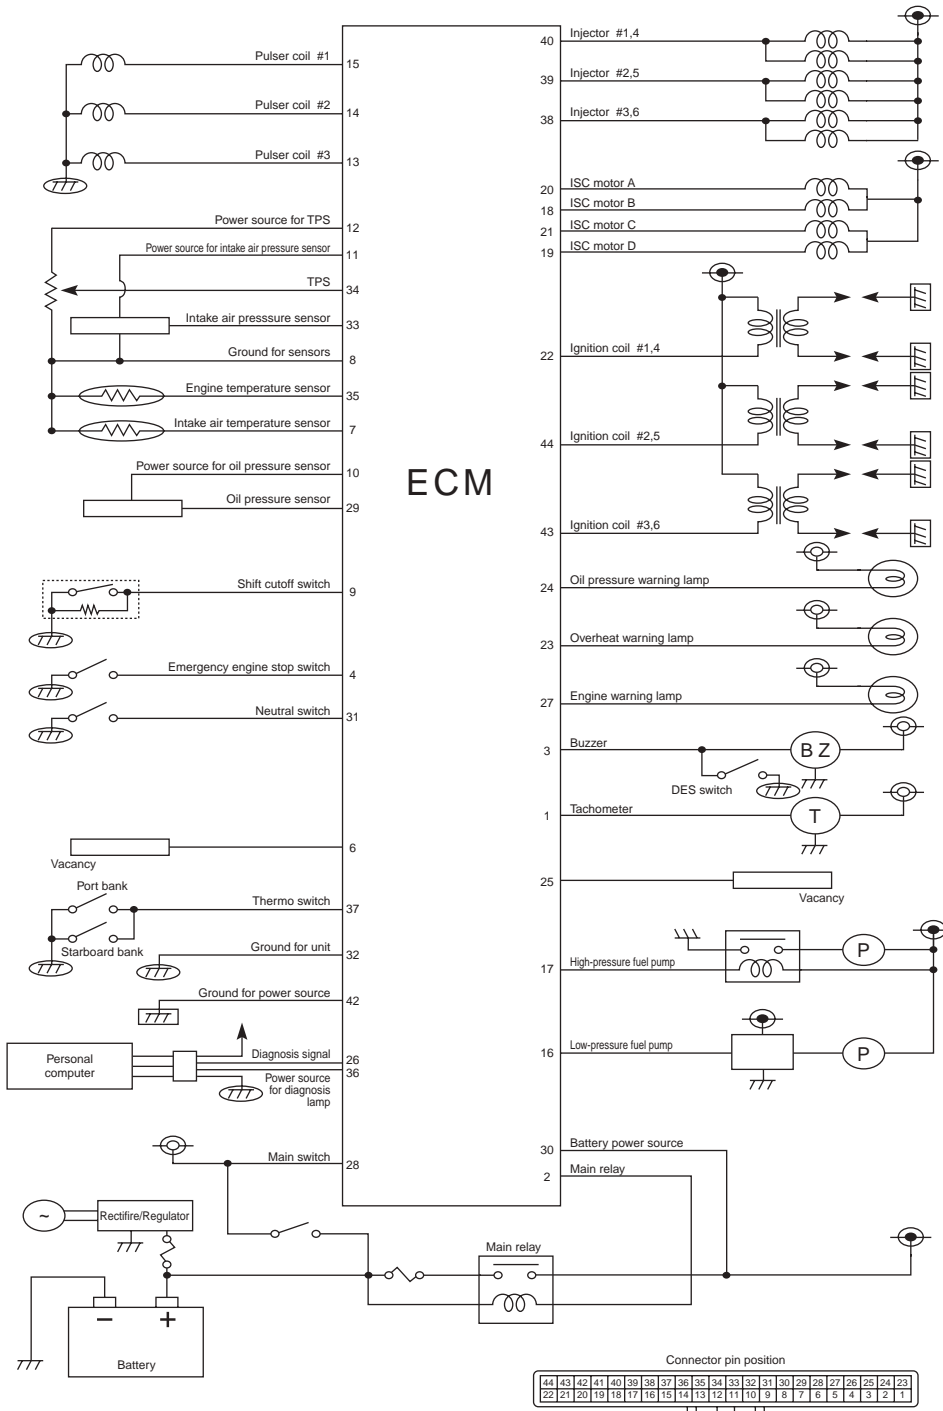 ECM
Pulser coil #1
15
Pulser coil #2
14
Pulser coil #3
13
Power source for TPS
12
Power source for intake air pressure sensor
11
TPS
34
Intake air presssure sensor
33
Ground for sensors
8
Engine temperature sensor
35
Intake air temperature sensor
7
Power source for oil pressure sensor
10
Oil pressure sensor
29
Shift cutoff switch
9
Emergency engine stop switch
4
Neutral switch
31
6
Vacancy
Port bank
Thermo switch
37
Starboard bank
Ground for unit
32
Ground for power source
42
Personal
computer
Diagnosis signal
26
36
Power source
for diagnosis
lamp
Main switch
28
~
Rectifire/Regulator
− +
Battery
40 Injector #1,4
39 Injector #2,5
38 Injector #3,6
20 ISC motor A
18 ISC motor B
21 ISC motor C
19 ISC motor D
22 Ignition coil #1,4
44 Ignition coil #2,5
43 Ignition coil #3,6
24 Oil pressure warning lamp
23 Overheat warning lamp
27 Engine warning lamp
3 Buzzer
B Z
DES switch
1 Tachometer
T
25
Vacancy
17 High-pressure fuel pump
P
16 Low-pressure fuel pump
P
30 Battery power source
2 Main relay
Main relay
Connector pin position
44 43 42 41 40 39 38 37 36 35 34 33 32 31 30 29 28 27 26 25 24 23
22 21 20 19 18 17 16 15 14 13 12 11 10 9 8 7 6 5 4 3 2 1